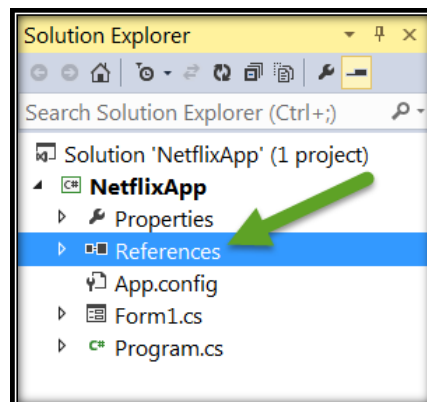 Solution Explorer
Search Solution Explorer (Ctrl+;)
Solution 'NetflixApp' (1 project)
C# NetflixApp
Properties
References
App.config
Form1.cs
C# Program.cs